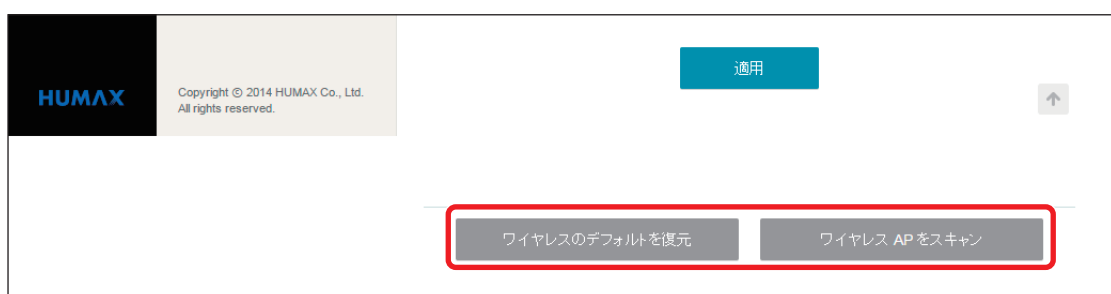 適用
HUMAX
Copyright © 2014 HUMAX Co., Ltd.
All rights reserved.
ワイヤレスのデフォルトを復元
ワイヤレス APをスキャン